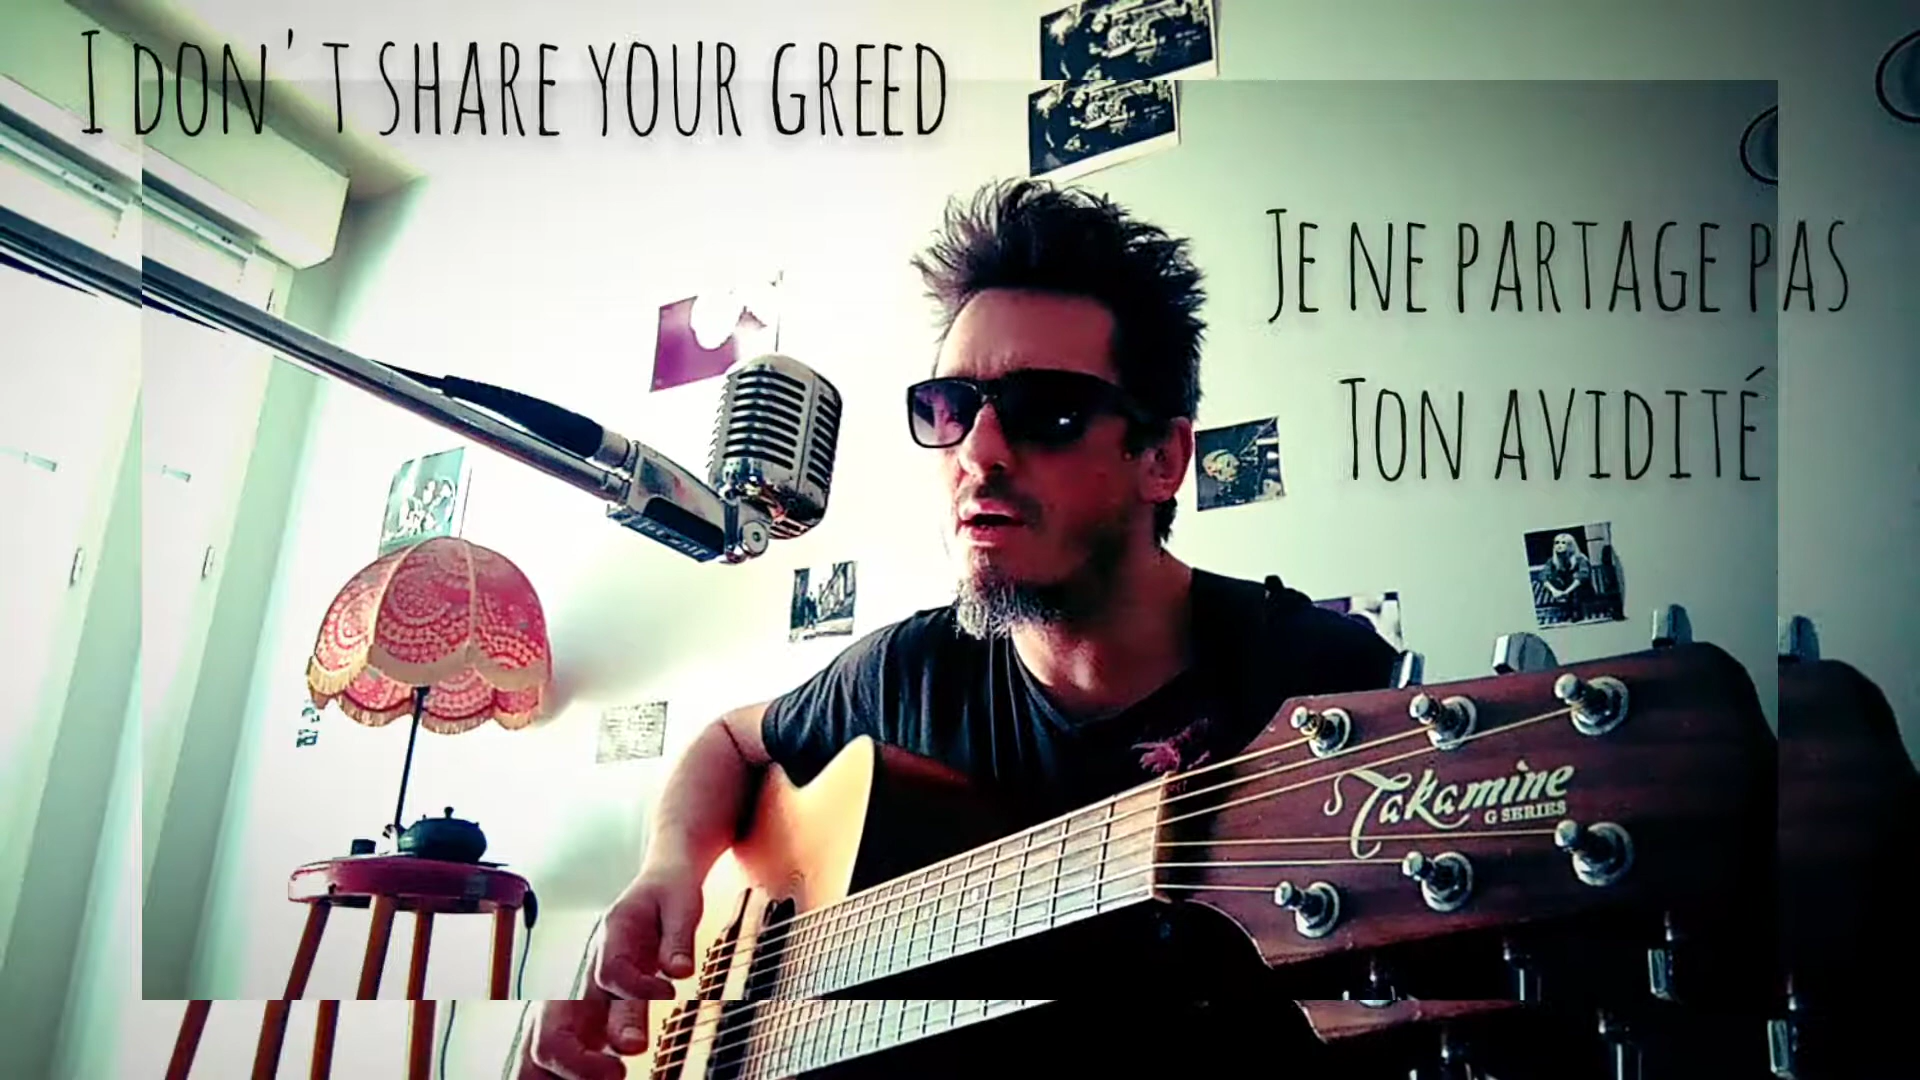 I DON'T SHARE YOUR GREED
JE NE PARTAGE PAS
TON AVIDITÉ
Takamine
G SERIES